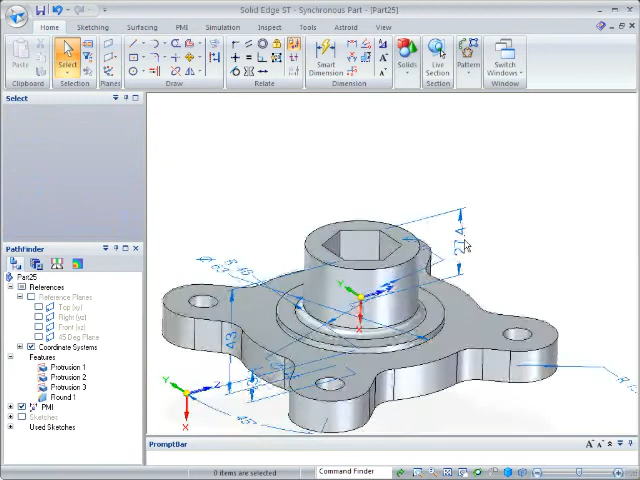 Solid Edge ST - Synchronous Part - [Part25]
Home Sketching Surfacing PMI Simulation Inspect Tools Asteroid View
Paste Select Smart Dimension Solids Live Section Pattern Switch Windows
Clipboard Selection Planes Draw Relate Dimension Section Window
Select
PathFinder
Part25
References
Reference Planes
Top (xy)
Right (yz)
Front (xz)
45 Deg Plane
Coordinate Systems
Features
Protrusion 1
Protrusion 2
Protrusion 3
Round 1
PMI
Sketches
Used Sketches
27.4
43
Y
Z
X
Y
Z
X
PromptBar
0 items are selected
Command Finder